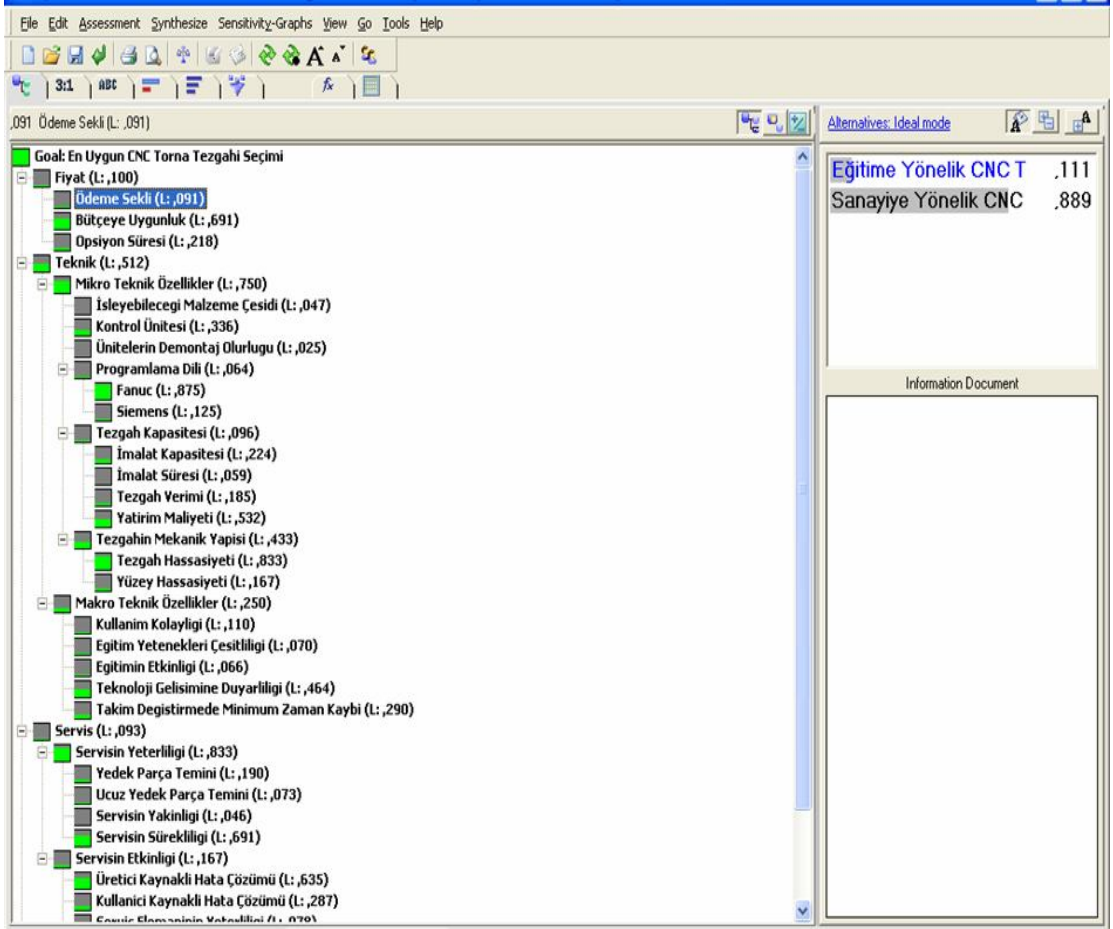 File Edit Assessment Synthesize Sensitivity-Graphs View Go Tools Help
3:1 ABC fx
,091 Ödeme Sekli (L: ,091)
Alternatives: Ideal mode
Goal: En Uygun CNC Torna Tezgahi Seçimi
Fiyat (L: ,100)
Ödeme Sekli (L: ,091)
Bütçeye Uygunluk (L: ,691)
Opsiyon Süresi (L: ,218)
Teknik (L: ,512)
Mikro Teknik Özellikler (L: ,750)
İsleyebilecegi Malzeme Çesidi (L: ,047)
Kontrol Ünitesi (L: ,336)
Ünitelerin Demontaj Olurlugu (L: ,025)
Programlama Dili (L: ,064)
Fanuc (L: ,875)
Siemens (L: ,125)
Tezgah Kapasitesi (L: ,096)
İmalat Kapasitesi (L: ,224)
İmalat Süresi (L: ,059)
Tezgah Verimi (L: ,185)
Yatirim Maliyeti (L: ,532)
Tezgahin Mekanik Yapisi (L: ,433)
Tezgah Hassasiyeti (L: ,833)
Yüzey Hassasiyeti (L: ,167)
Makro Teknik Özellikler (L: ,250)
Kullanim Kolayligi (L: ,110)
Egitim Yetenekleri Çesitliligi (L: ,070)
Egitimin Etkinligi (L: ,066)
Teknoloji Gelisimine Duyarliligi (L: ,464)
Takim Degistirmede Minimum Zaman Kaybi (L: ,290)
Servis (L: ,093)
Servisin Yeterliligi (L: ,833)
Yedek Parça Temini (L: ,190)
Ucuz Yedek Parça Temini (L: ,073)
Servisin Yakinligi (L: ,046)
Servisin Sürekliligi (L: ,691)
Servisin Etkinligi (L: ,167)
Üretici Kaynakli Hata Çözümü (L: ,635)
Kullanici Kaynakli Hata Çözümü (L: ,287)
Servis Elemaninin Yeterliligi (L: ,078)
Eğitime Yönelik CNC T ,111
Sanayiye Yönelik CNC ,889
Information Document